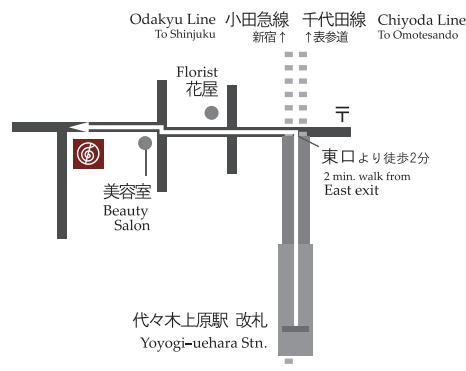 Odakyu Line 小田急線 千代田線 Chiyoda Line
To Shinjuku 新宿↑ ↑表参道 To Omotesando
Florist
花屋
〒
東口より徒歩2分
2 min. walk from
East exit
美容室
Beauty
Salon
代々木上原駅 改札
Yoyogi-uehara Stn.